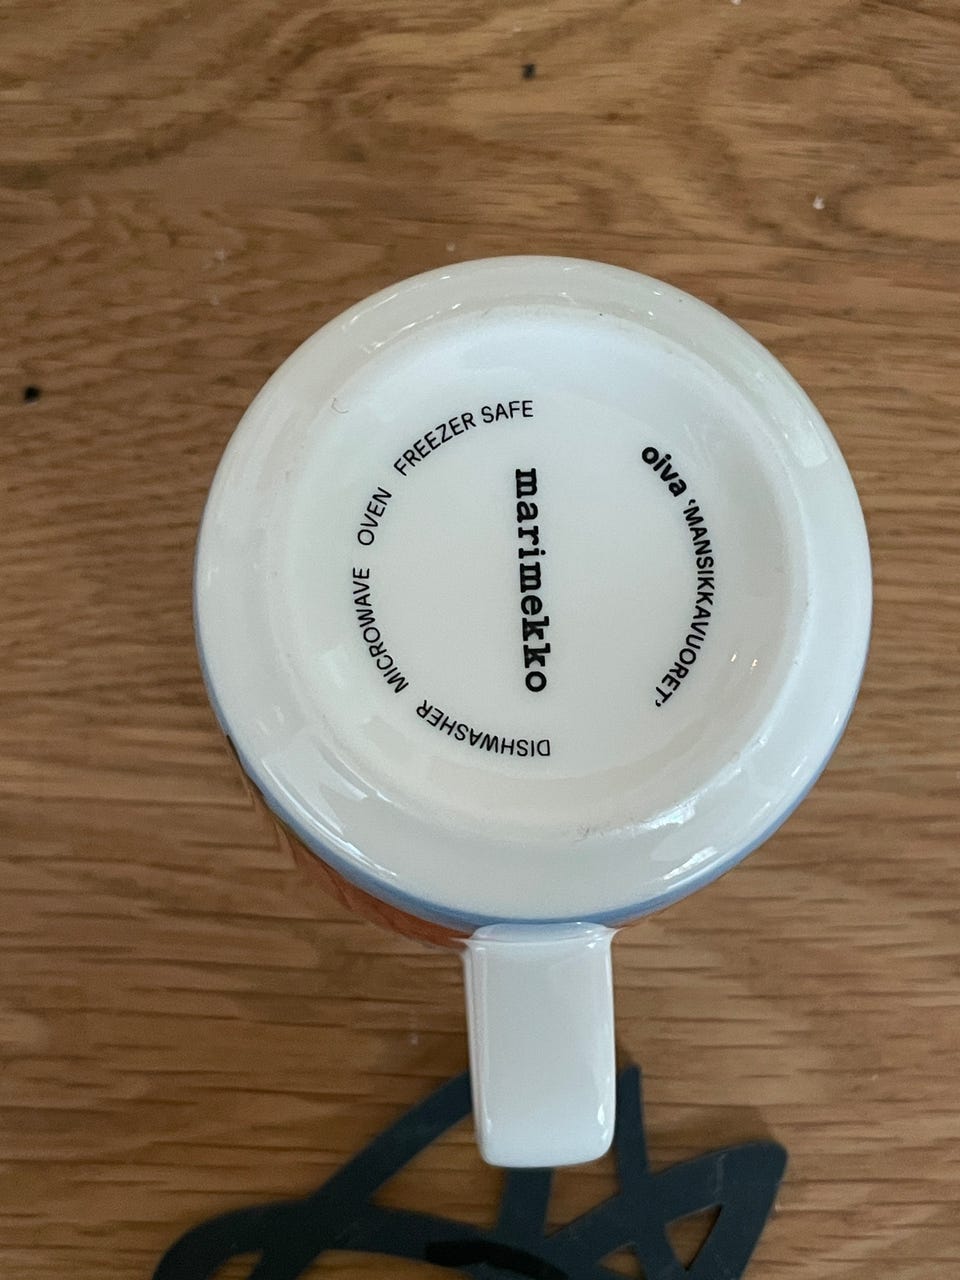 oiva ‘MANSIKKAVUORET’
marimekko
DISHWASHER MICROWAVE OVEN FREEZER SAFE